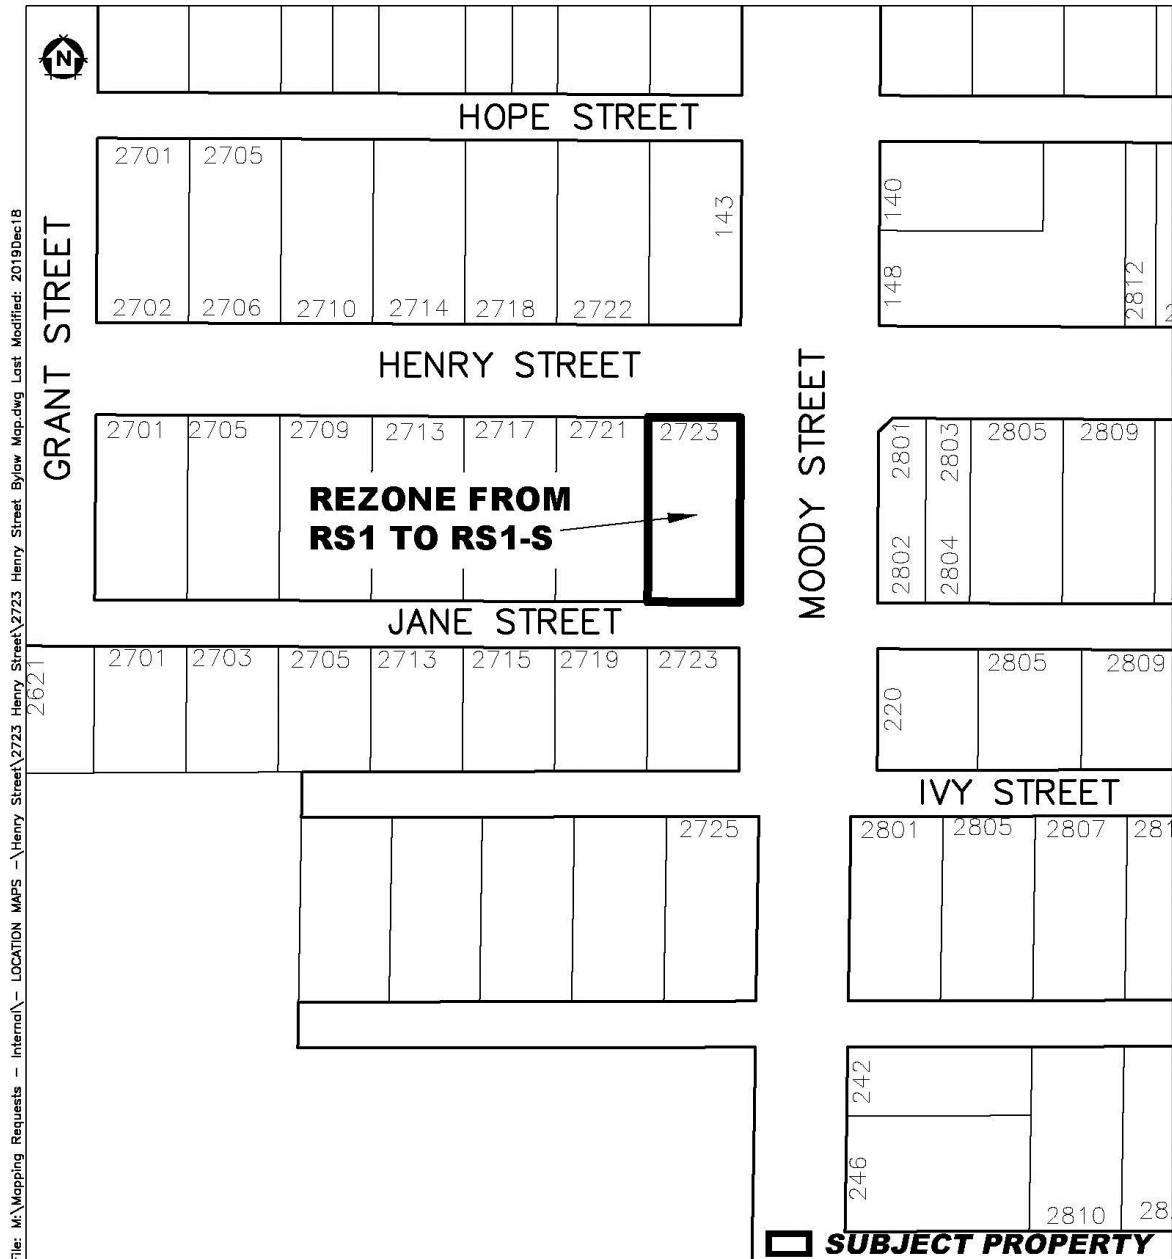 N
HOPE STREET
2701 2705
143
140
148
2812
2702 2706 2710 2714 2718 2722
GRANT STREET
HENRY STREET
MOODY STREET
2701 2705 2709 2713 2717 2721 2723
2801 2803 2805 2809
REZONE FROM
RS1 TO RS1-S
2802 2804
JANE STREET
2621
2701 2703 2705 2713 2715 2719 2723
2805 2809
220
IVY STREET
2725
2801 2805 2807
242
246
2810
SUBJECT PROPERTY
File: M:\Mapping Requests - Internal\- LOCATION MAPS -\Henry Street\2723 Henry Street\2723 Henry Street Bylaw Map.dwg Last Modified: 2019Dec18